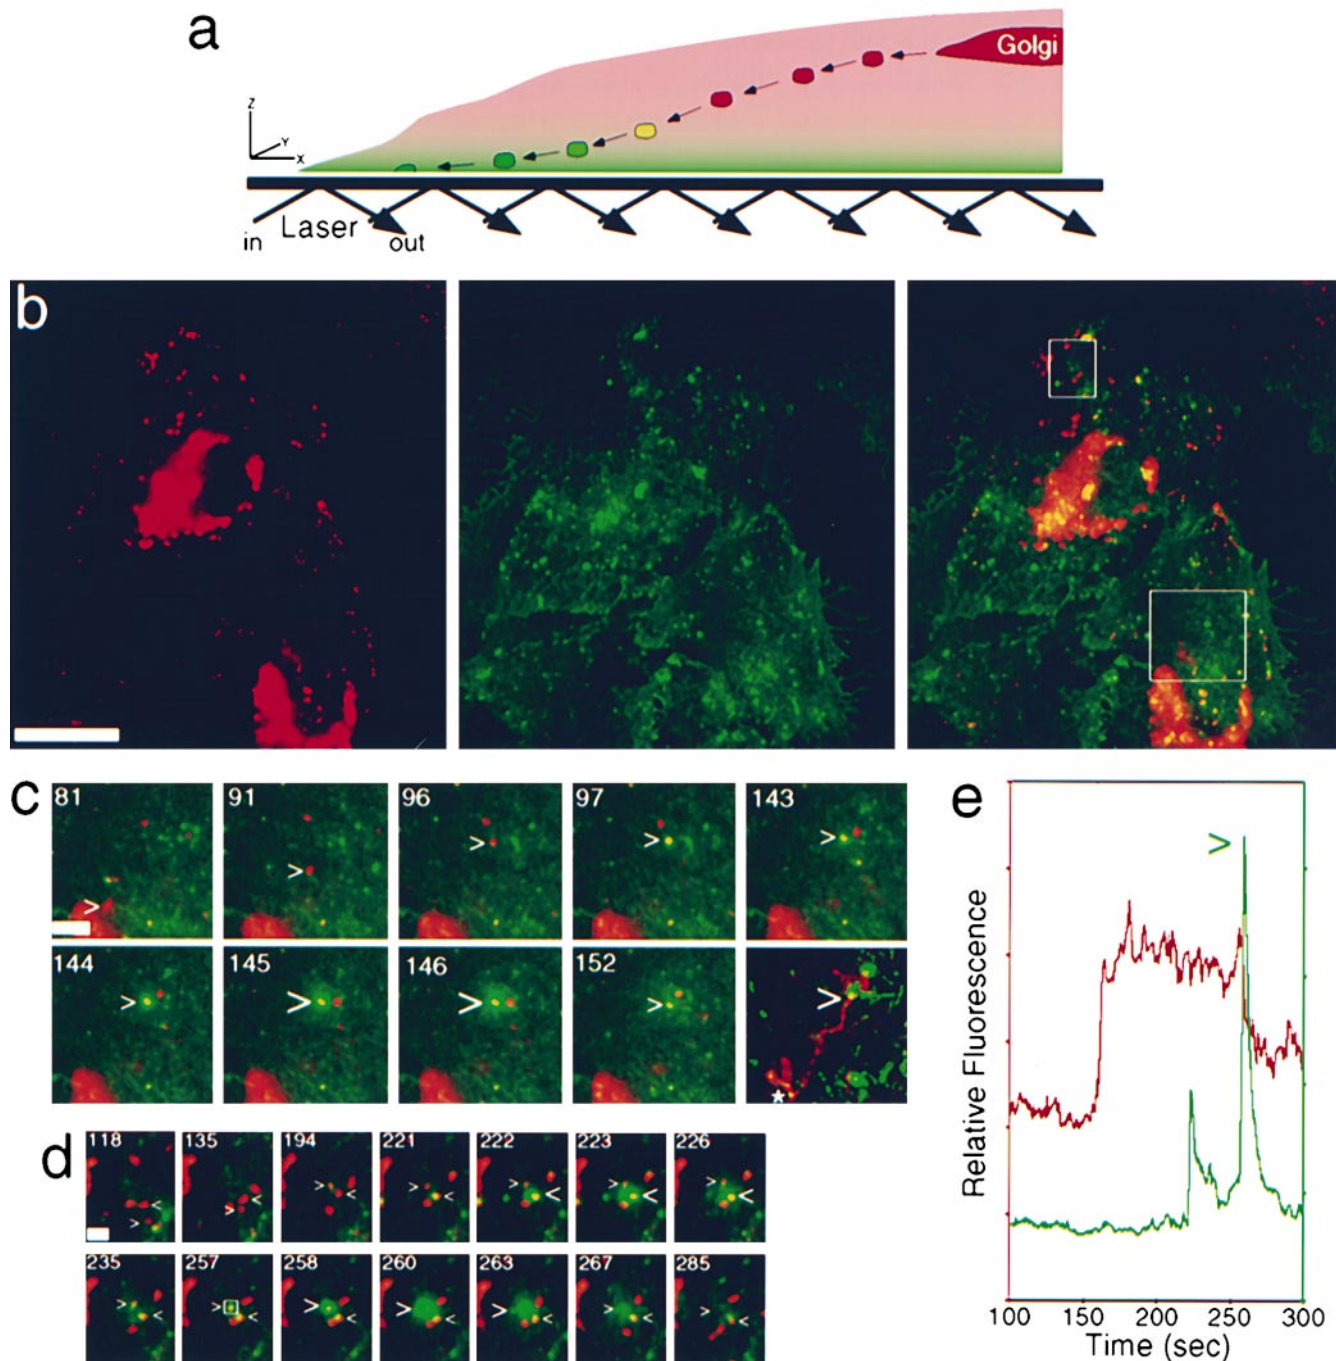 a
Golgi
Z
Y
X
in Laser out
b
c
81 91 96 97 143
144 145 146 152
d
118 135 194 221 222 223 226
235 257 258 260 263 267 285
e
Relative Fluorescence
100 150 200 250 300
Time (sec)